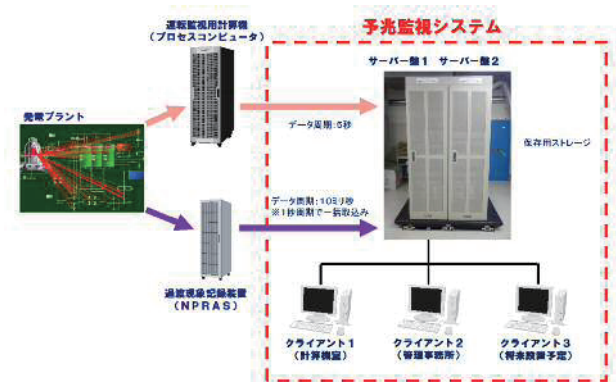 運転監視用計算機
(プロセスコンピュータ)
予兆監視システム
サーバー盤1 サーバー盤2
発電プラント
データ周期:5秒
保存用ストレージ
データ周期:10ミリ秒
※1秒周期で一括取込み
過渡現象記録装置
(NPRAS)
クライアント1
(計算機室)
クライアント2
(管理事務所)
クライアント3
(将来設置予定)